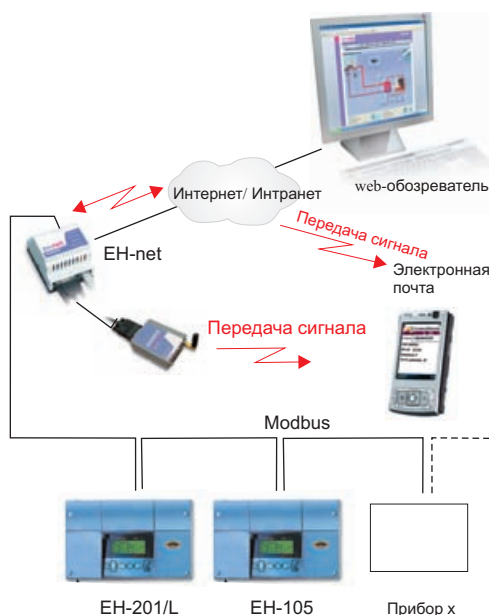 web-обозреватель
Интернет/ Интранет
Передача сигнала
EH-net
Электронная
почта
Передача сигнала
Modbus
EH-201/L
EH-105
Прибор x